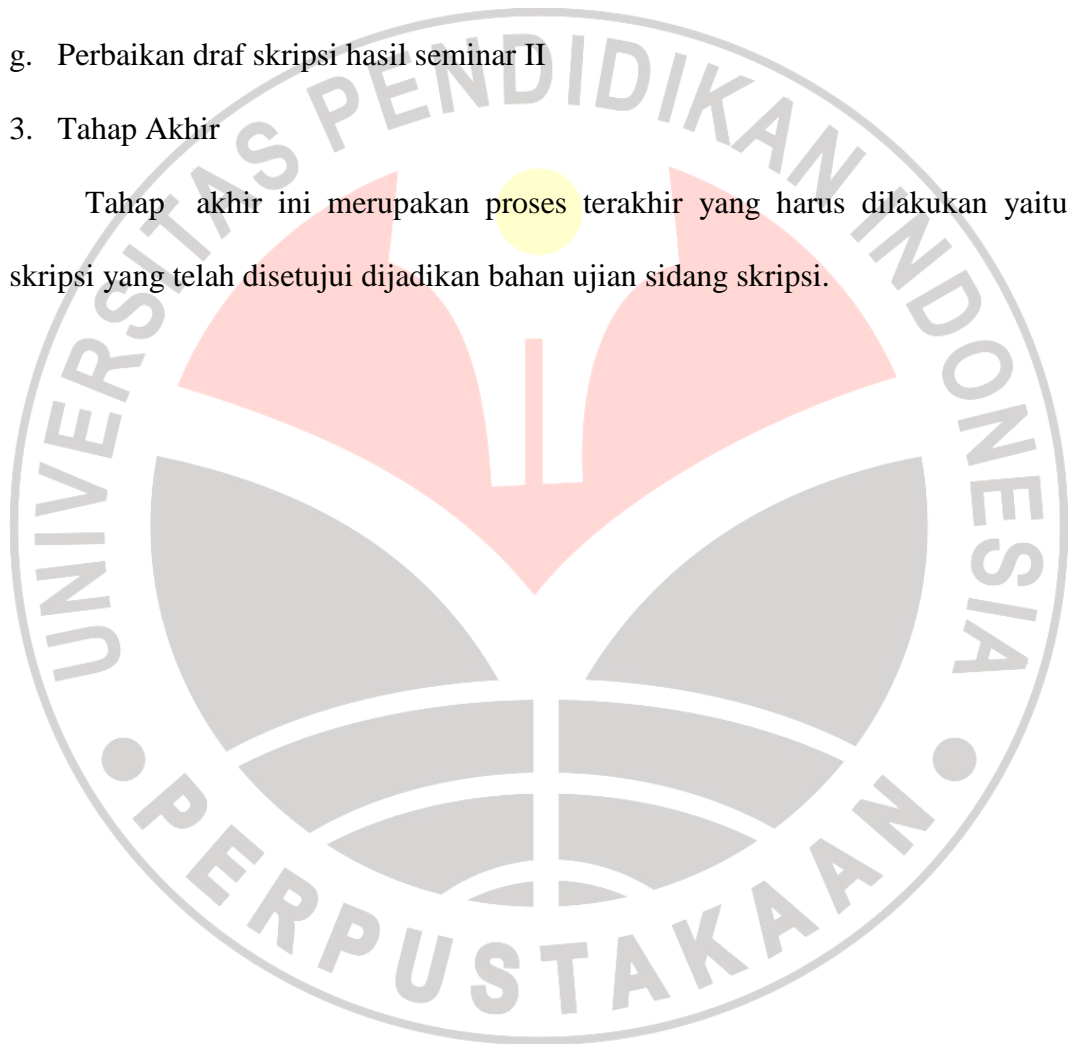 g. Perbaikan draf skripsi hasil seminar II
3. Tahap Akhir
Tahap akhir ini merupakan proses terakhir yang harus dilakukan yaitu
skripsi yang telah disetujui dijadikan bahan ujian sidang skripsi.
UNIVERSITAS PENDIDIKAN INDONESIA
PERPUSTAKAAN